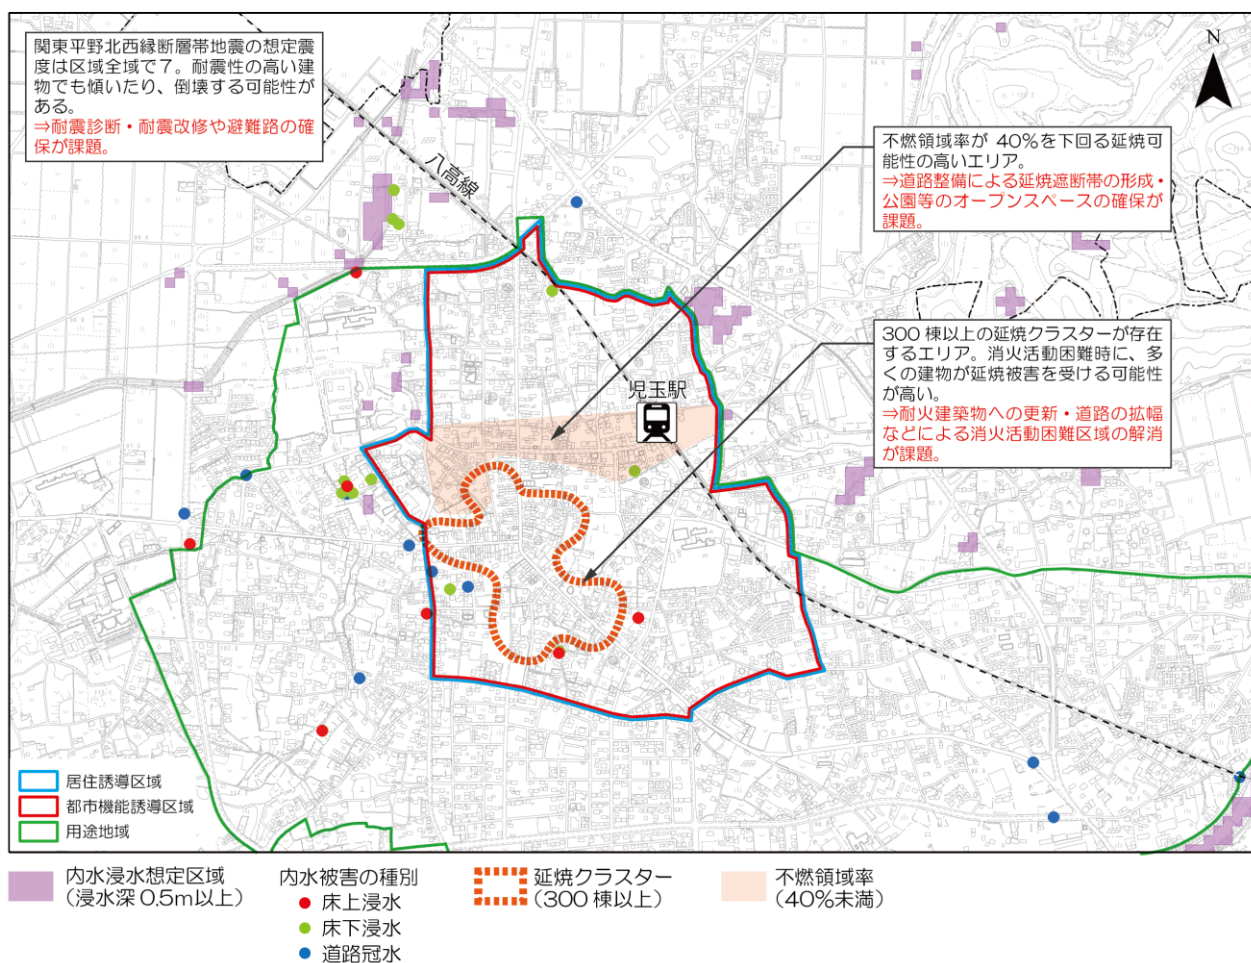 関東平野北西縁断層帯地震の想定震
度は区域全域で7。耐震性の高い建
物でも傾いたり、倒壊する可能性が
ある。
⇒耐震診断・耐震改修や避難路の確
保が課題。
N
不燃領域率が 40%を下回る延焼可
能性の高いエリア。
⇒道路整備による延焼遮断帯の形成・
公園等のオープンスペースの確保が
課題。
八高線
300 棟以上の延焼クラスターが存在
するエリア。消火活動困難時に、多
くの建物が延焼被害を受ける可能性
が高い。
⇒耐火建築物への更新・道路の拡幅
などによる消火活動困難区域の解消
が課題。
児玉駅
居住誘導区域
都市機能誘導区域
用途地域
内水浸水想定区域
(浸水深 0.5m以上)
内水被害の種別
床上浸水
床下浸水
道路冠水
延焼クラスター
(300 棟以上)
不燃領域率
(40%未満)